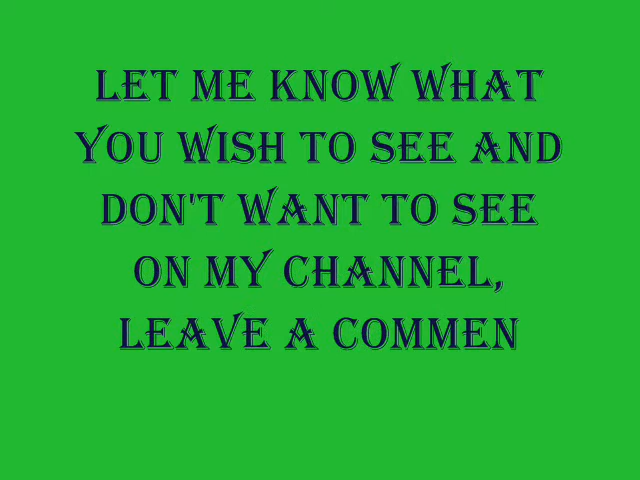 LET ME KNOW WHAT
YOU WISH TO SEE AND
DON'T WANT TO SEE
ON MY CHANNEL,
LEAVE A COMMEN